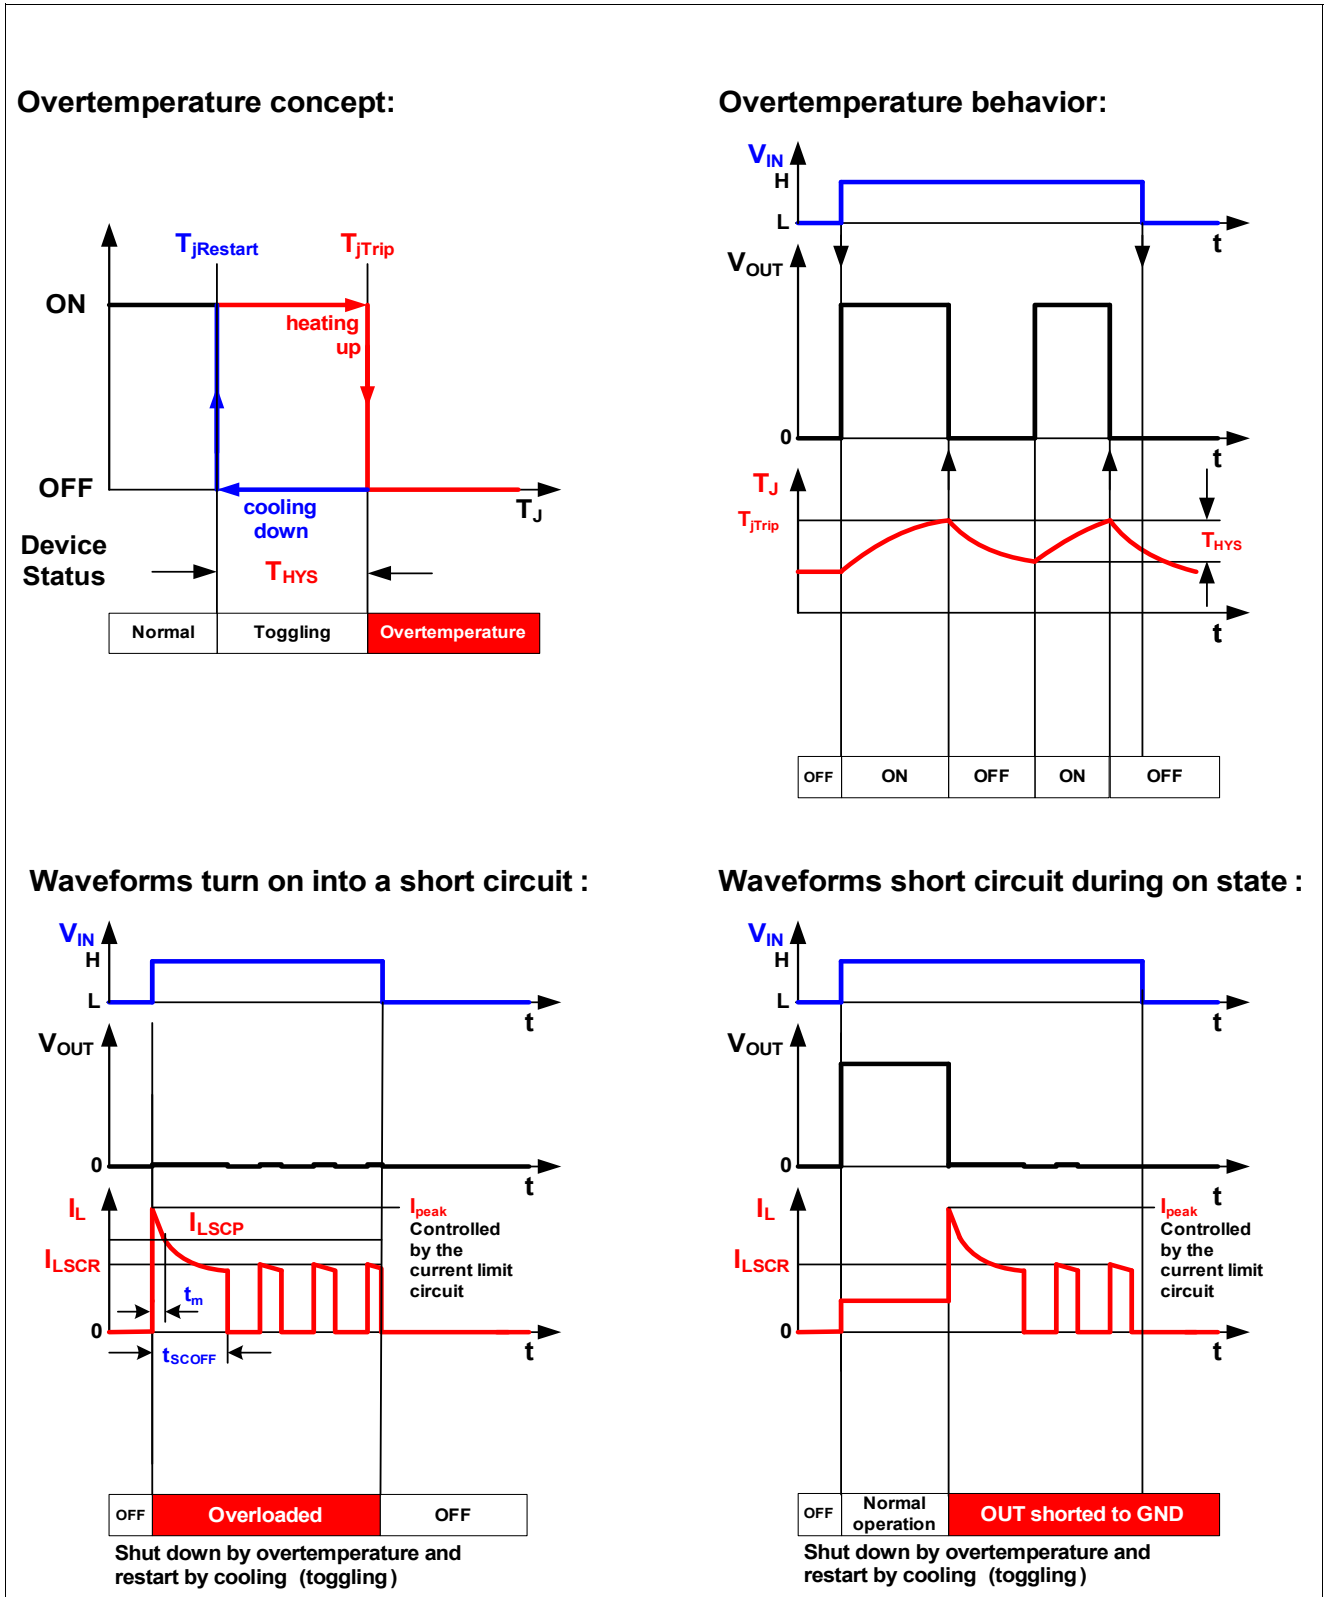 Overtemperature concept:
TjRestart
TjTrip
ON
heating
up
OFF
cooling
down
TJ
Device
Status
THYS
Normal
Toggling
Overtemperature
Overtemperature behavior:
VIN
H
L
t
VOUT
0
t
TJ
TjTrip
THYS
t
OFF
ON
OFF
ON
OFF
Waveforms turn on into a short circuit :
VIN
H
L
t
VOUT
0
t
IL
ILSCP
ILSCR
Ipeak
Controlled
by the
current limit
circuit
tm
0
t
tSCOFF
OFF
Overloaded
OFF
Shut down by overtemperature and
restart by cooling (toggling)
Waveforms short circuit during on state :
VIN
H
L
t
VOUT
0
t
IL
ILSCR
Ipeak
Controlled
by the
current limit
circuit
0
t
OFF
Normal
operation
OUT shorted to GND
Shut down by overtemperature and
restart by cooling (toggling)